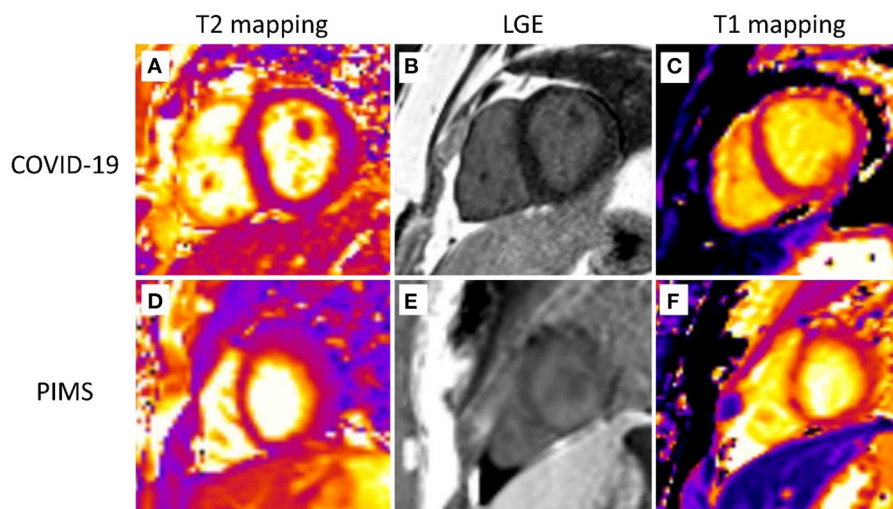 T2 mapping LGE T1 mapping
COVID-19
A B C
PIMS
D E F